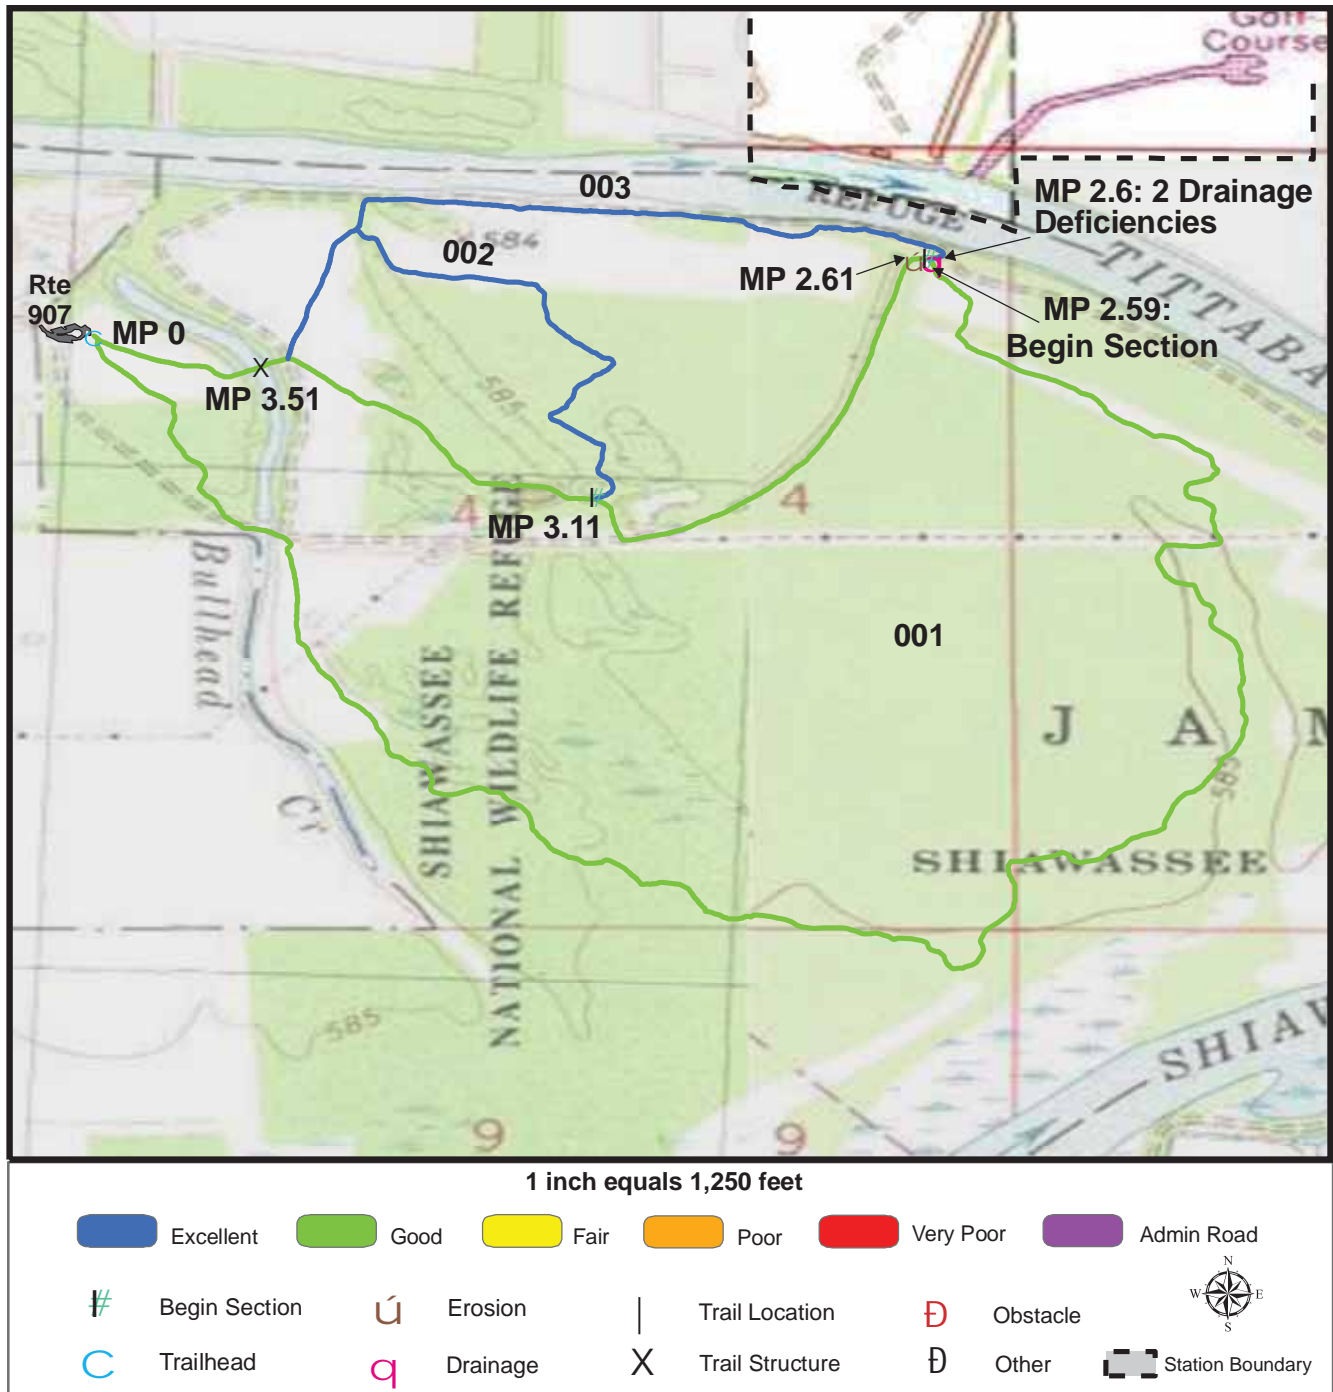 Golf
Course
003
MP 2.6: 2 Drainage
Deficiencies
REFUGE
584
002
MP 2.61
TITTABA
Rte
907
MP 0
MP 2.59:
Begin Section
MP 3.51
585
4
4
MP 3.11
Bullhead
Cr
001
SHIAWASSEE
NATIONAL WILDLIFE REFUGE
J A M
585
SHIAWASSEE
585
SHIAW
9
9
1 inch equals 1,250 feet
Excellent Good Fair Poor Very Poor Admin Road
# Begin Section ú Erosion | Trail Location Ð Obstacle
N
W E
S
C Trailhead q Drainage X Trail Structure Ð Other Station Boundary